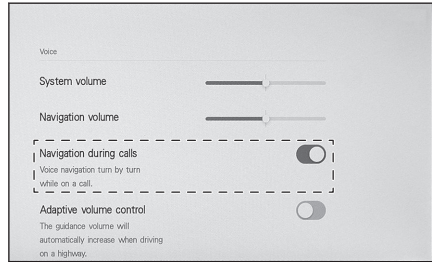 Voice
System volume
Navigation volume
Navigation during calls
Voice navigation turn by turn
while on a call.
Adaptive volume control
The guidance volume will
automatically increase when driving
on a highway.